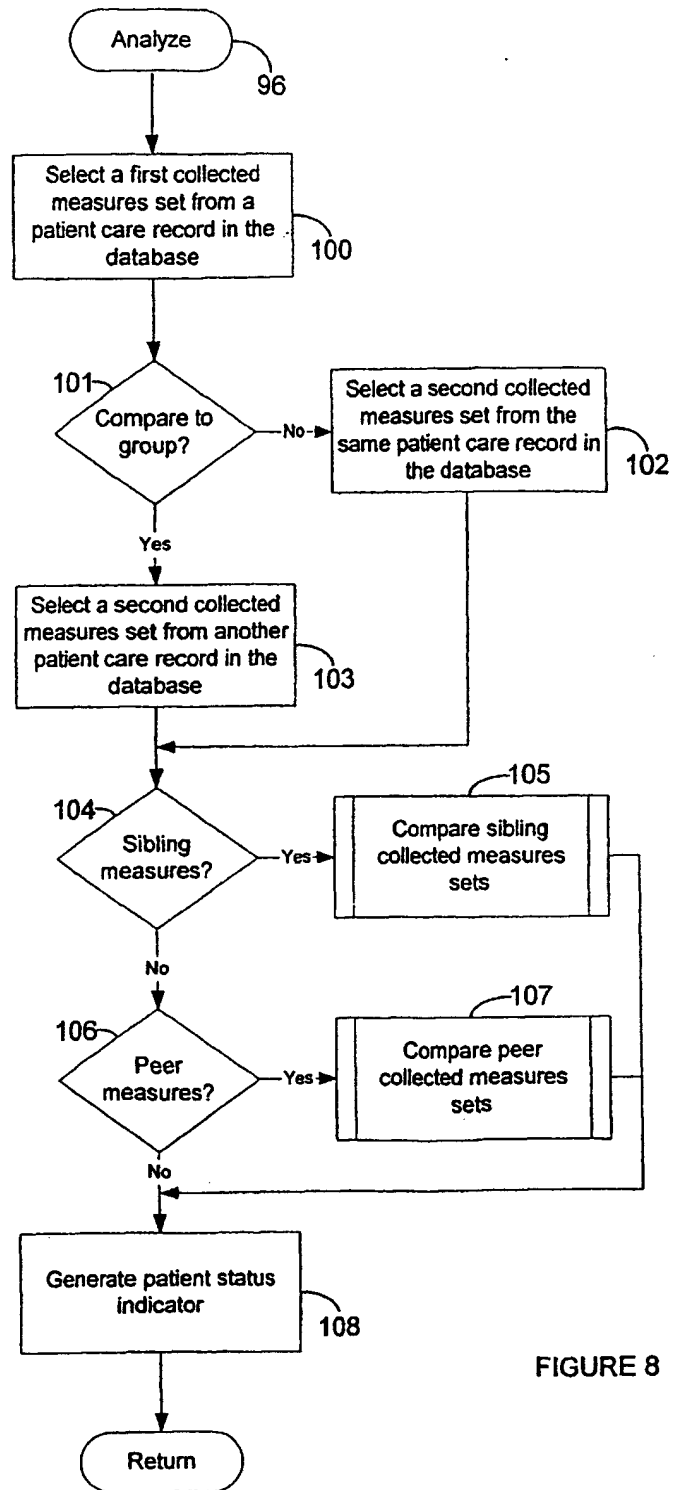 Analyze
96
Select a first collected
measures set from a
patient care record in the
database
100
101
Compare to
group?
No
Select a second collected
measures set from the
same patient care record in
the database
102
Yes
Select a second collected
measures set from another
patient care record in the
database
103
104
Sibling
measures?
Yes
105
Compare sibling
collected measures
sets
No
106
Peer
measures?
Yes
107
Compare peer
collected measures
sets
No
Generate patient status
indicator
108
FIGURE 8
Return